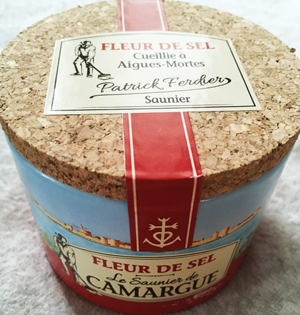 FLEUR DE SEL
Cueillie à
Aigues-Mortes
Patrick Ferdier
Saunier
FLEUR DE SEL
Le Saunier de
CAMARGUE